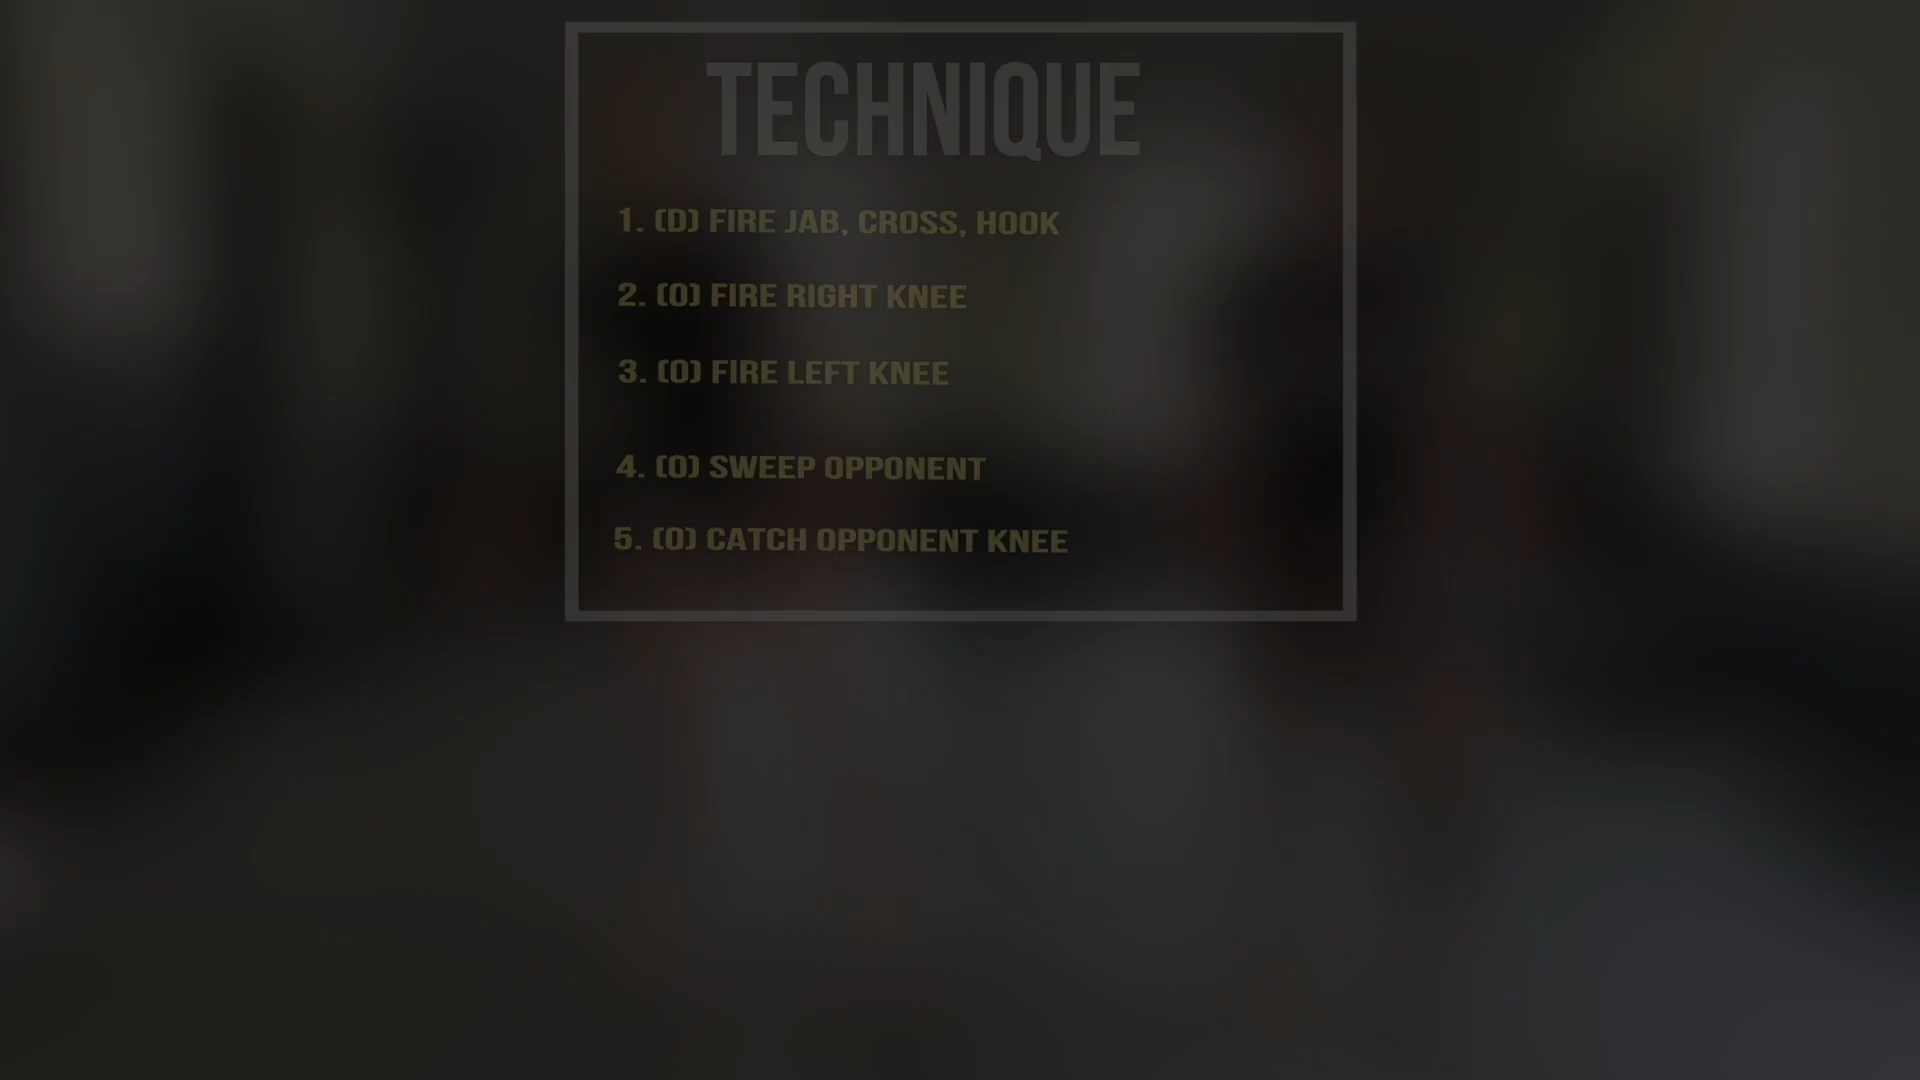 TECHNIQUE
1. (D) FIRE JAB, CROSS, HOOK
2. (O) FIRE RIGHT KNEE
3. (O) FIRE LEFT KNEE
4. (O) SWEEP OPPONENT
5. (O) CATCH OPPONENT KNEE